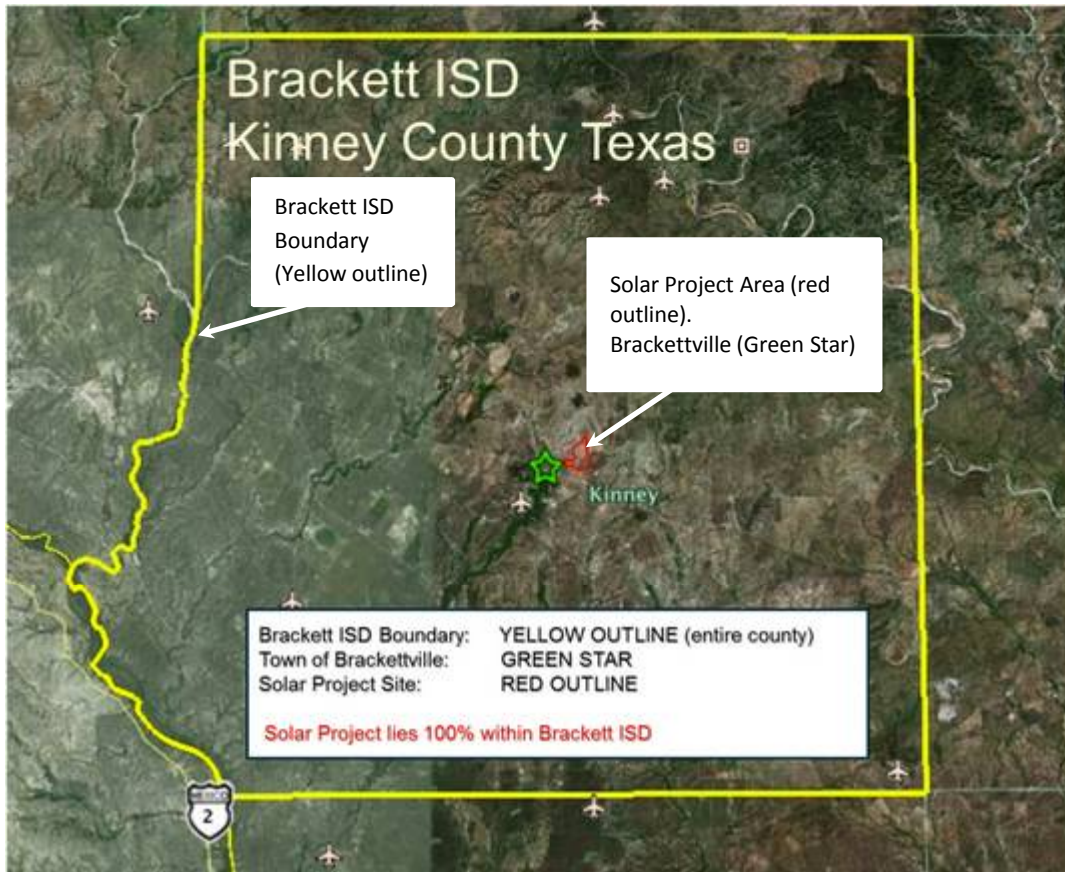 Brackett ISD
Kinney County Texas
Brackett ISD
Boundary
(Yellow outline)
Solar Project Area (red
outline).
Brackettville (Green Star)
Kinney
Brackett ISD Boundary: YELLOW OUTLINE (entire county)
Town of Brackettville: GREEN STAR
Solar Project Site: RED OUTLINE
Solar Project lies 100% within Brackett ISD
MEXICO
2